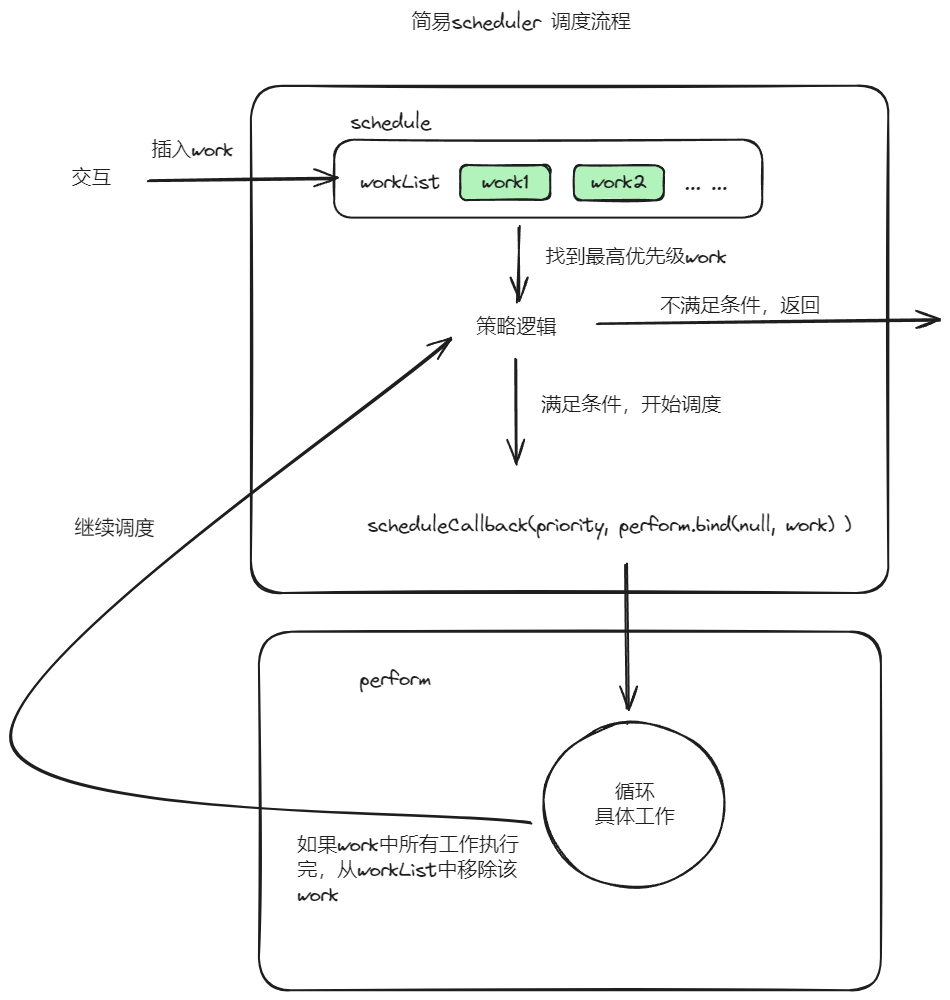 简易scheduler 调度流程
schedule
插入work
交互
workList work1 work2 ... ...
找到最高优先级work
不满足条件，返回
策略逻辑
满足条件，开始调度
继续调度
scheduleCallback(priority, perform.bind(null, work) )
perform
循环
具体工作
如果work中所有工作执行
完，从workList中移除该
work